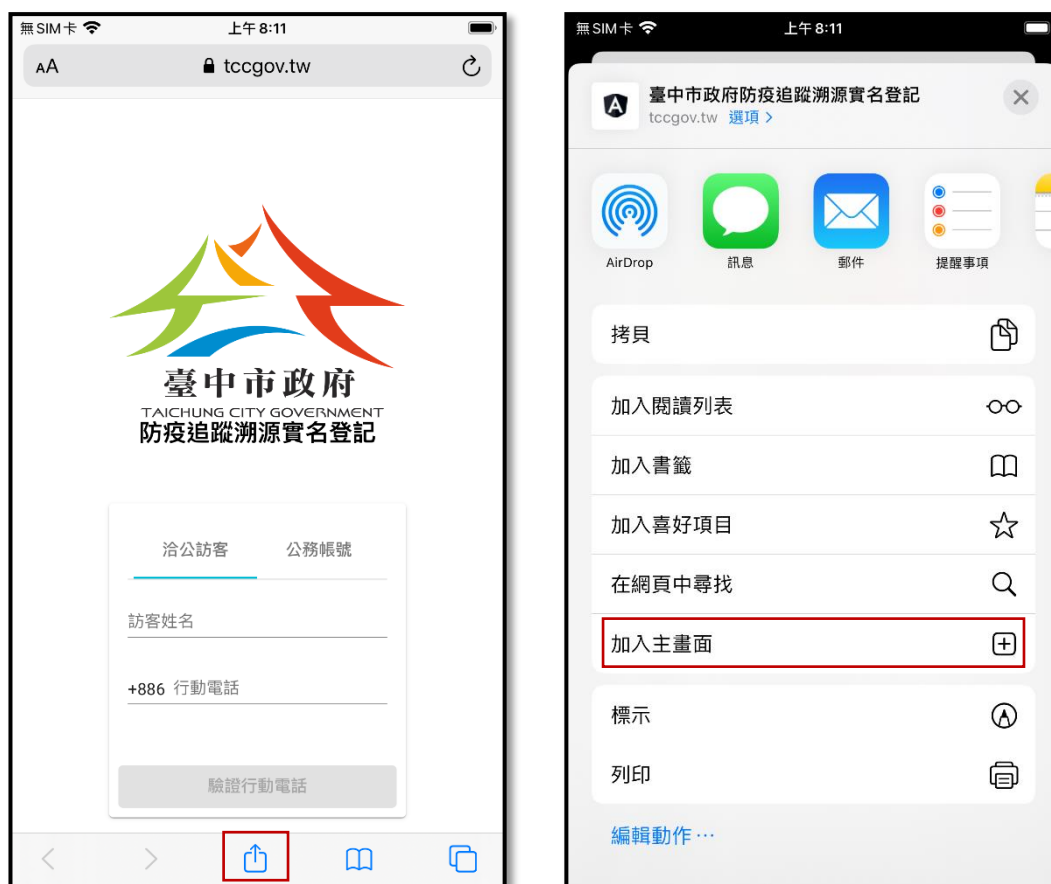 無SIM卡
上午8:11
AA
tccgov.tw
臺中市政府
TAICHUNG CITY GOVERNMENT
防疫追蹤溯源實名登記
洽公訪客
公務帳號
訪客姓名
+886 行動電話
驗證行動電話
無SIM卡
上午8:11
臺中市政府防疫追蹤溯源實名登記
tccgov.tw 選項 >
AirDrop
訊息
郵件
提醒事項
拷貝
加入閱讀列表
加入書籤
加入喜好項目
在網頁中尋找
加入主畫面
標示
列印
編輯動作⋯